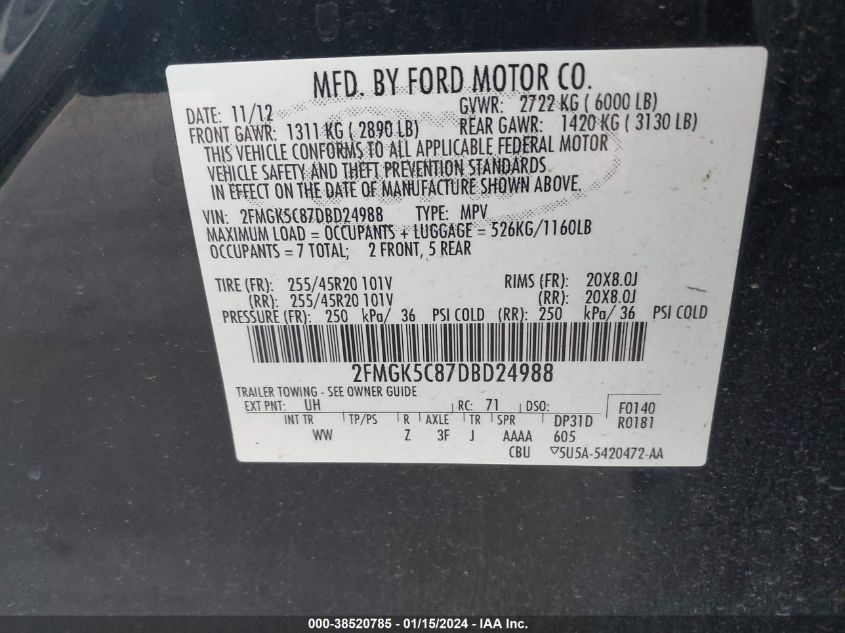 MFD. BY FORD MOTOR CO.
DATE: 11/12 GVWR: 2722 KG ( 6000 LB)
FRONT GAWR: 1311 KG ( 2890 LB) REAR GAWR: 1420 KG ( 3130 LB)
THIS VEHICLE CONFORMS TO ALL APPLICABLE FEDERAL MOTOR
VEHICLE SAFETY AND THEFT PREVENTION STANDARDS
IN EFFECT ON THE DATE OF MANUFACTURE SHOWN ABOVE.
VIN: 2FMGK5C87DBD24988 TYPE: MPV
MAXIMUM LOAD = OCCUPANTS + LUGGAGE = 526KG/1160LB
OCCUPANTS = 7 TOTAL; 2 FRONT, 5 REAR
TIRE (FR): 255/45R20 101V RIMS (FR): 20X8.0J
(RR): 255/45R20 101V (RR): 20X8.0J
PRESSURE (FR): 250 kPa/ 36 PSI COLD (RR): 250 kPa/ 36 PSI COLD
2FMGK5C87DBD24988
TRAILER TOWING - SEE OWNER GUIDE
EXT PNT: UH RC: 71 DSO: F0140
INT TR TP/PS R AXLE TR SPR DP31D R0181
WW Z 3F J AAAA 605
CBU ▽5U5A-5420472-AA
000-38520785 - 01/15/2024 - IAA Inc.